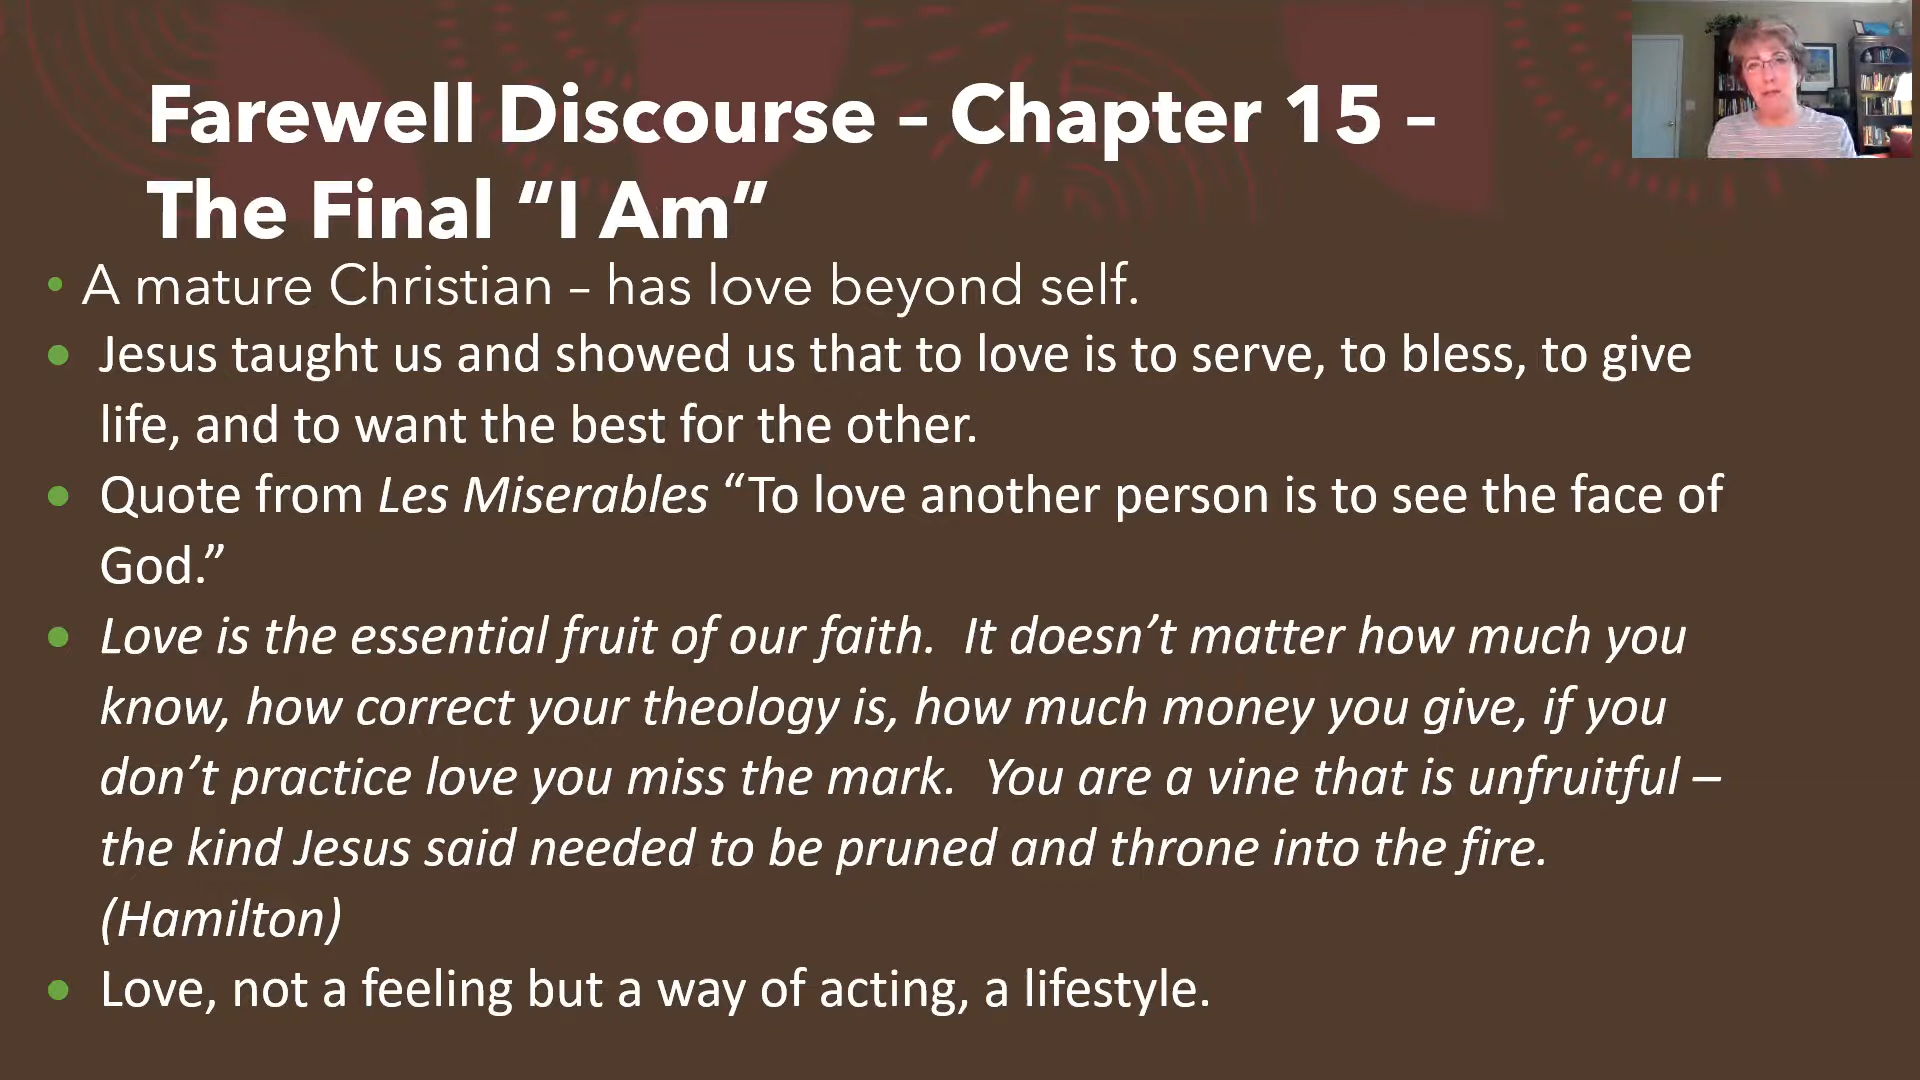 Farewell Discourse – Chapter 15 –
The Final “I Am”
• A mature Christian – has love beyond self.
• Jesus taught us and showed us that to love is to serve, to bless, to give
life, and to want the best for the other.
• Quote from Les Miserables “To love another person is to see the face of
God.”
• Love is the essential fruit of our faith.  It doesn’t matter how much you
know, how correct your theology is, how much money you give, if you
don’t practice love you miss the mark.  You are a vine that is unfruitful –
the kind Jesus said needed to be pruned and throne into the fire.
(Hamilton)
• Love, not a feeling but a way of acting, a lifestyle.